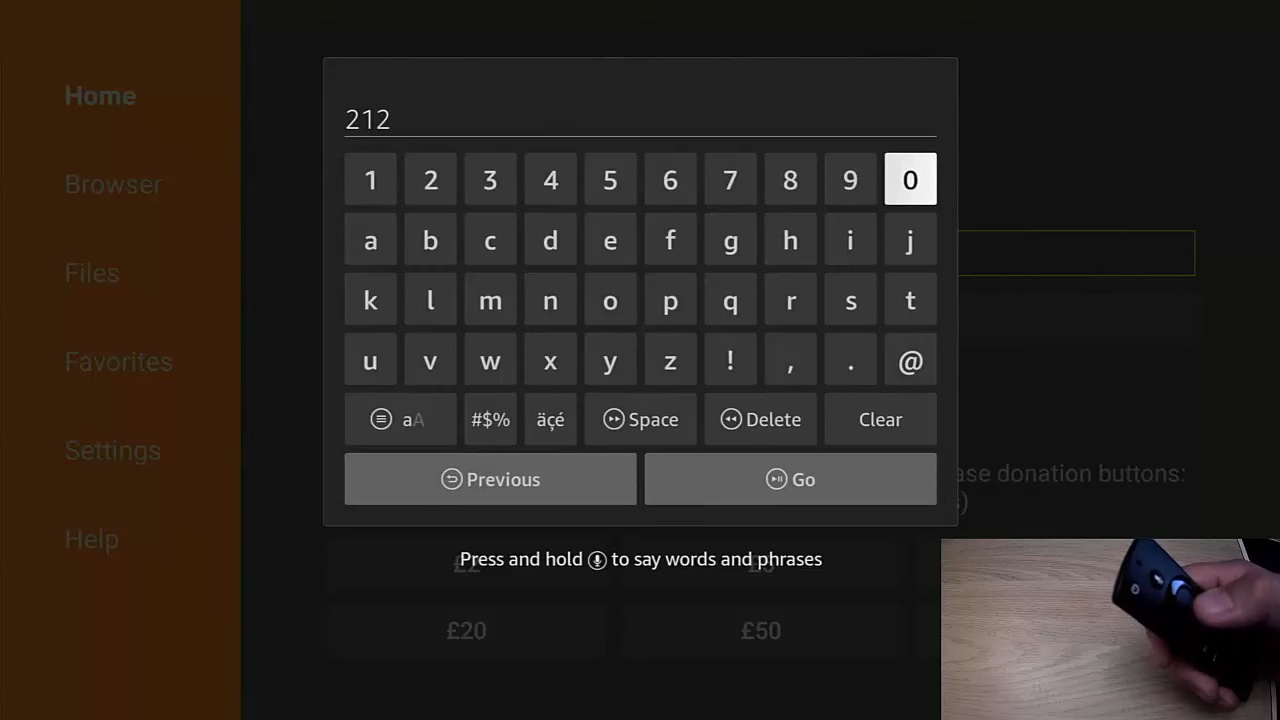 Home
Browser
Files
Favorites
Settings
Help
212
1 2 3 4 5 6 7 8 9 0
a b c d e f g h i j
k l m n o p q r s t
u v w x y z ! , . @
aA #$% äçé Space Delete Clear
Previous Go
ase donation buttons:
Press and hold to say words and phrases
£20 £50